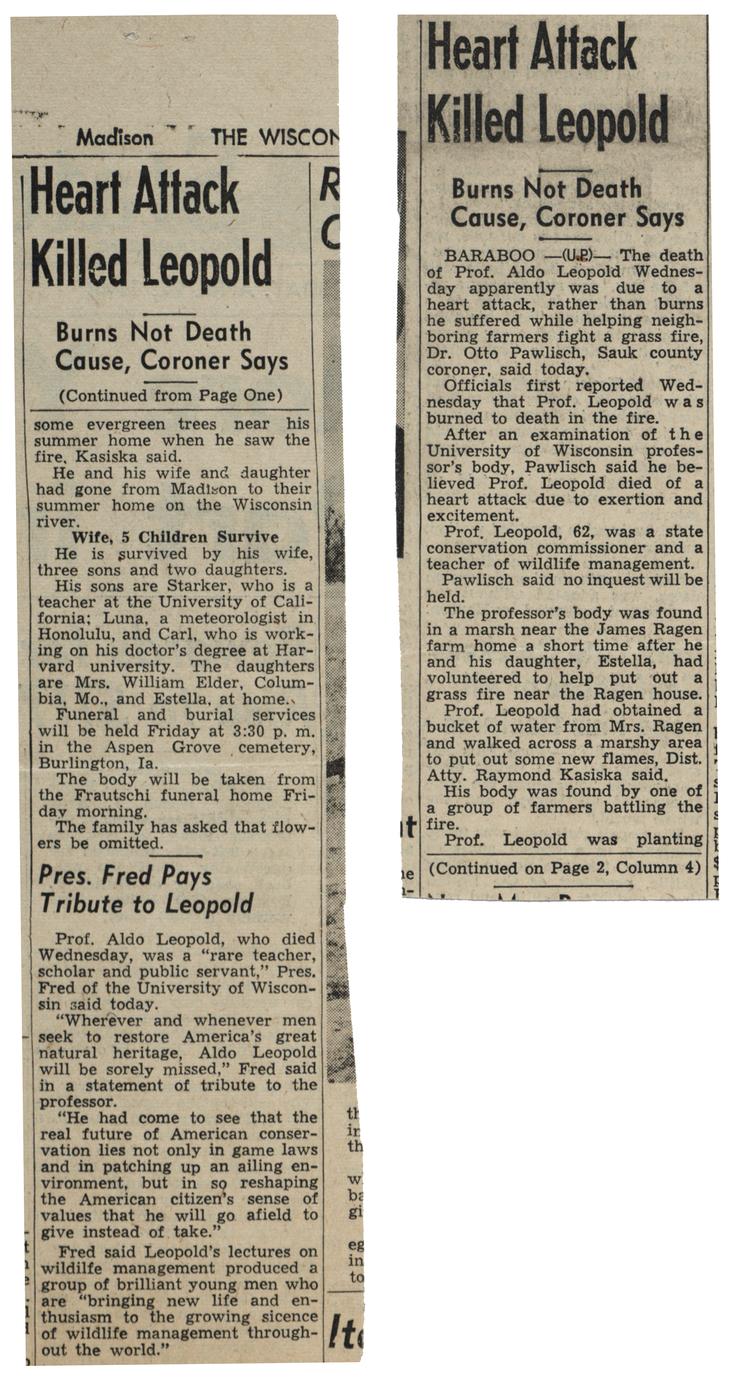 Madison THE WISCON
Heart Attack
Killed Leopold
Burns Not Death
Cause, Coroner Says
(Continued from Page One)
some evergreen trees near his
summer home when he saw the
fire, Kasiska said.
He and his wife and daughter
had gone from Madison to their
summer home on the Wisconsin
river.
Wife, 5 Children Survive
He is survived by his wife,
three sons and two daughters.
His sons are Starker, who is a
teacher at the University of Cali-
fornia; Luna, a meteorologist in
Honolulu, and Carl, who is work-
ing on his doctor's degree at Har-
vard university. The daughters
are Mrs. William Elder, Colum-
bia, Mo., and Estella, at home.
Funeral and burial services
will be held Friday at 3:30 p. m.
in the Aspen Grove cemetery,
Burlington, Ia.
The body will be taken from
the Frautschi funeral home Fri-
day morning.
The family has asked that flow-
ers be omitted.
Pres. Fred Pays
Tribute to Leopold
Prof. Aldo Leopold, who died
Wednesday, was a "rare teacher,
scholar and public servant," Pres.
Fred of the University of Wiscon-
sin said today.
"Wherever and whenever men
seek to restore America's great
natural heritage, Aldo Leopold
will be sorely missed," Fred said
in a statement of tribute to the
professor.
"He had come to see that the
real future of American conser-
vation lies not only in game laws
and in patching up an ailing en-
vironment, but in so reshaping
the American citizen's sense of
values that he will go afield to
give instead of take."
Fred said Leopold's lectures on
wildilfe management produced a
group of brilliant young men who
are "bringing new life and en-
thusiasm to the growing sicence
of wildlife management through-
out the world."
Heart Attack
Killed Leopold
Burns Not Death
Cause, Coroner Says
BARABOO —(U.P.)— The death
of Prof. Aldo Leopold Wednes-
day apparently was due to a
heart attack, rather than burns
he suffered while helping neigh-
boring farmers fight a grass fire,
Dr. Otto Pawlisch, Sauk county
coroner, said today.
Officials first reported Wed-
nesday that Prof. Leopold was
burned to death in the fire.
After an examination of the
University of Wisconsin profes-
sor's body, Pawlisch said he be-
lieved Prof. Leopold died of a
heart attack due to exertion and
excitement.
Prof. Leopold, 62, was a state
conservation commissioner and a
teacher of wildlife management.
Pawlisch said no inquest will be
held.
The professor's body was found
in a marsh near the James Ragen
farm home a short time after he
and his daughter, Estella, had
volunteered to help put out a
grass fire near the Ragen house.
Prof. Leopold had obtained a
bucket of water from Mrs. Ragen
and walked across a marshy area
to put out some new flames, Dist.
Atty. Raymond Kasiska said.
His body was found by one of
a group of farmers battling the
fire.
Prof. Leopold was planting
(Continued on Page 2, Column 4)